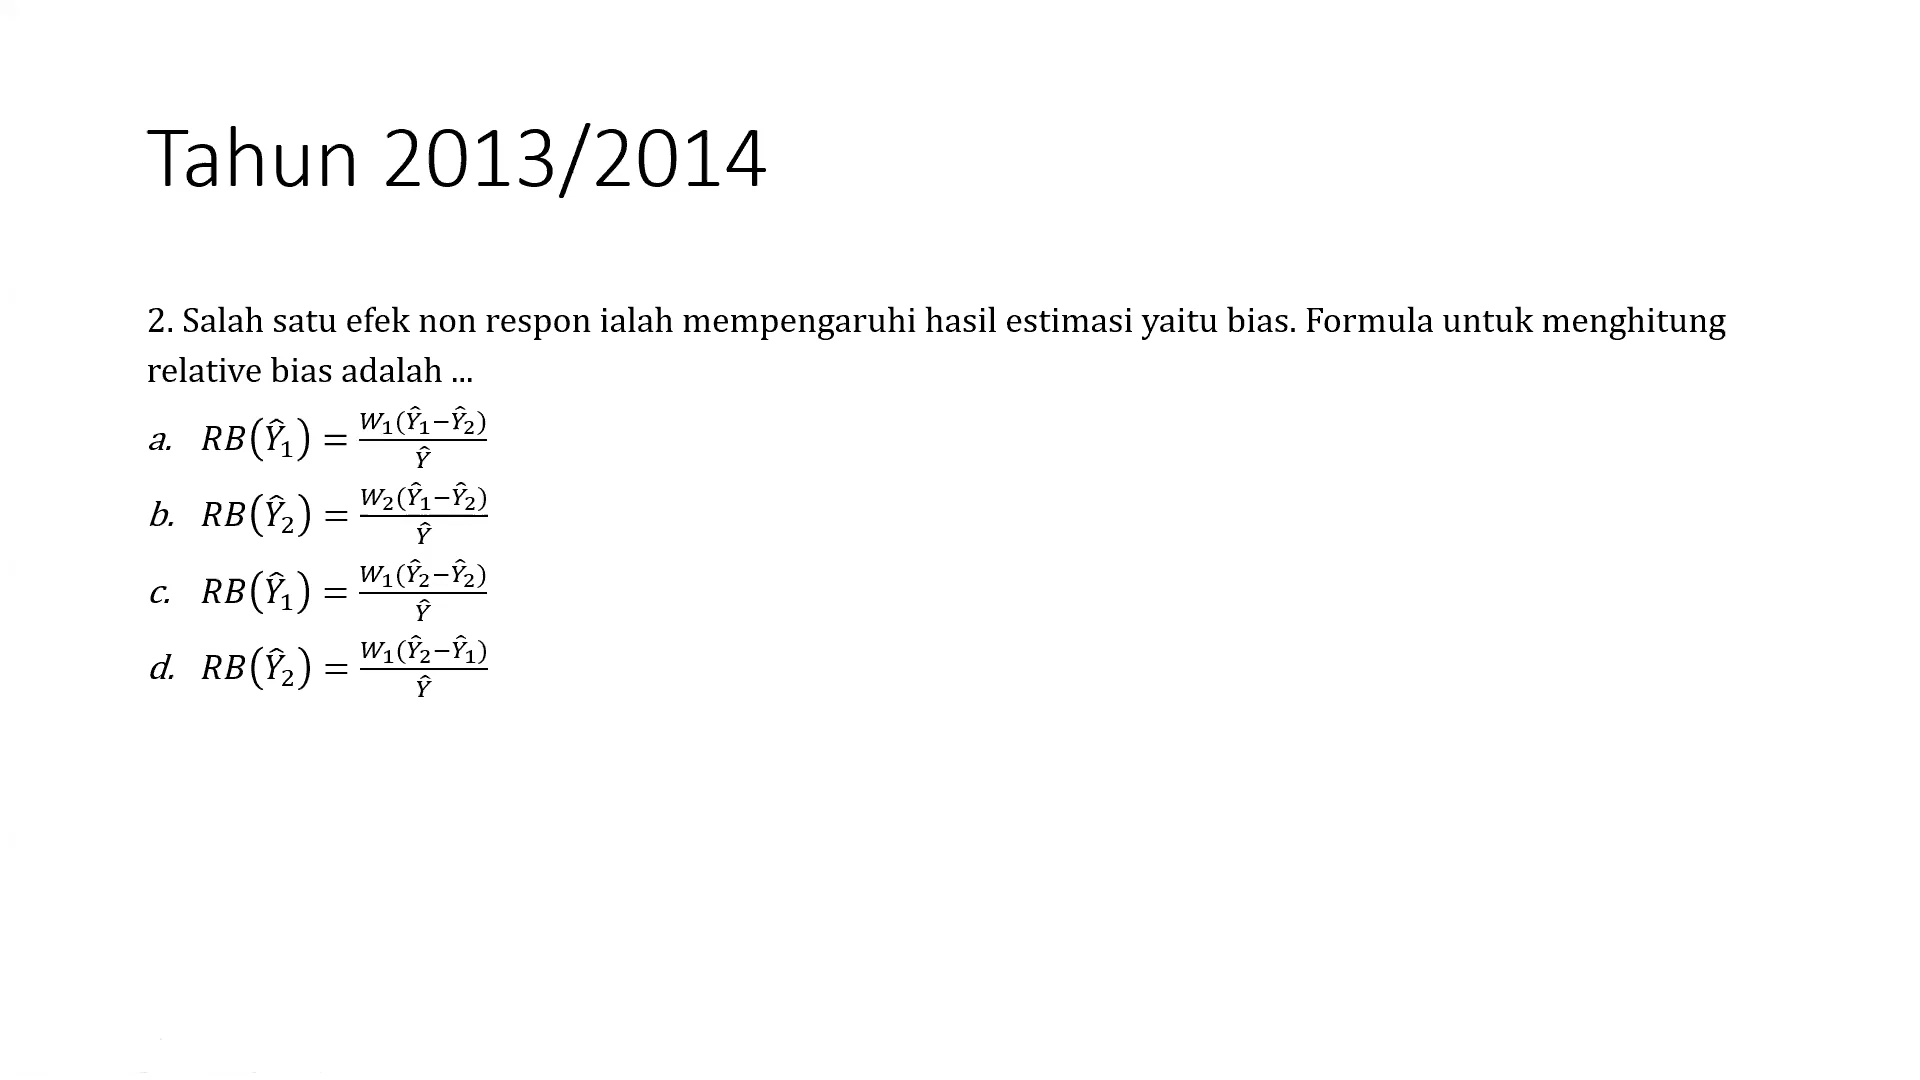 Tahun 2013/2014
2. Salah satu efek non respon ialah mempengaruhi hasil estimasi yaitu bias. Formula untuk menghitung
relative bias adalah ...
a. RB(Ŷ₁) = W₁(Ŷ₁−Ŷ₂)/Ŷ
b. RB(Ŷ₂) = W₂(Ŷ₁−Ŷ₂)/Ŷ
c. RB(Ŷ₁) = W₁(Ŷ₂−Ŷ₂)/Ŷ
d. RB(Ŷ₂) = W₁(Ŷ₂−Ŷ₁)/Ŷ